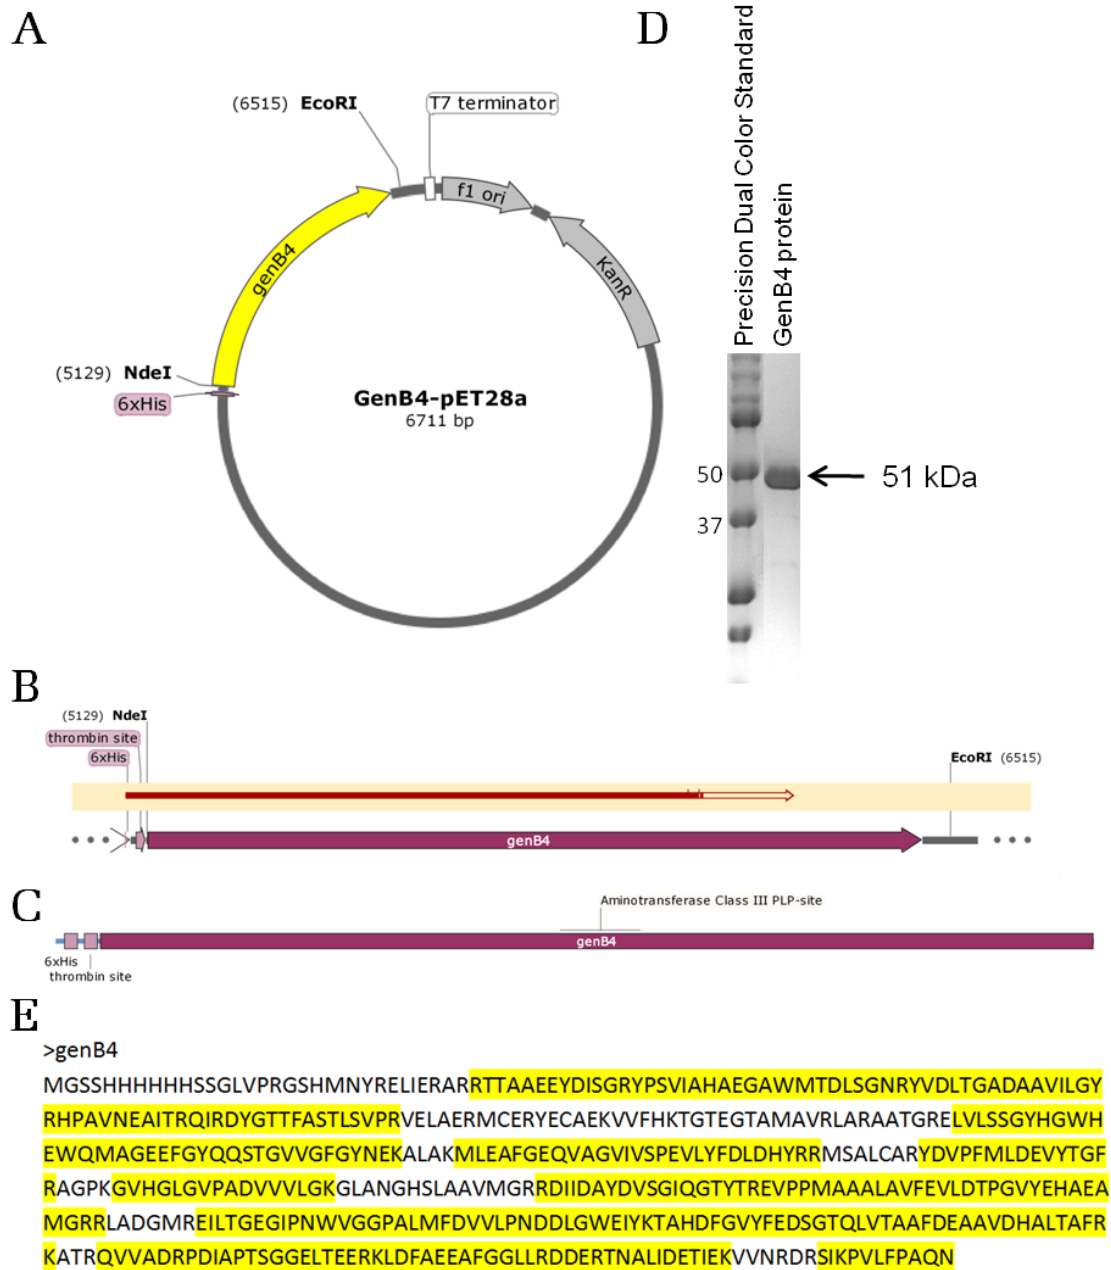 A
D
Precision Dual Color Standard
GenB4 protein
(6515) EcoRI
T7 terminator
f1 ori
KanR
genB4
(5129) NdeI
6xHis
GenB4-pET28a
6711 bp
50
37
51 kDa
B
(5129) NdeI
thrombin site
6xHis
EcoRI (6515)
genB4
C
Aminotransferase Class III PLP-site
genB4
6xHis
thrombin site
E
>genB4
MGSSHHHHHHSSGLVPRGSHMNYRELIERARRTTAAEEYDISGRYPSVIAHAEGAWMTDLSGNRYVDLTGADAAVILGY
RHPAVNEAITRQIRDYGTTFASTLSVPRVELAERMCERYECAEKVVFHKTGTEGTAMAVRLARAATGRELVLSSGYHGWH
EWQMAGEEFGYQQSTGVVGFGYNEKALAKMLEAFGEQVAGVIVSPEVLYFDLDHYRRMSALCARYDVPFMLDEVYTGF
RAGPKGVHGLGVPADVVVLGKGLANGHSLAAVMGRRDIIDAYDVSGIQGTYTREVPPMAAALAVFEVLDTPGVYEHAEA
MGRRLADGMREILTGEGIPNWVGGPALMFDVVLPNDDLGWEIYKTAHDFGVYFEDSGTQLVTAAFDEAAVDHALTAFR
KATRQVVADRPDIAPTSGGELTEERKLDFAEEAFGGLLRDDERTNALIDETIEKVVNRDRSIKPVLFPAQN